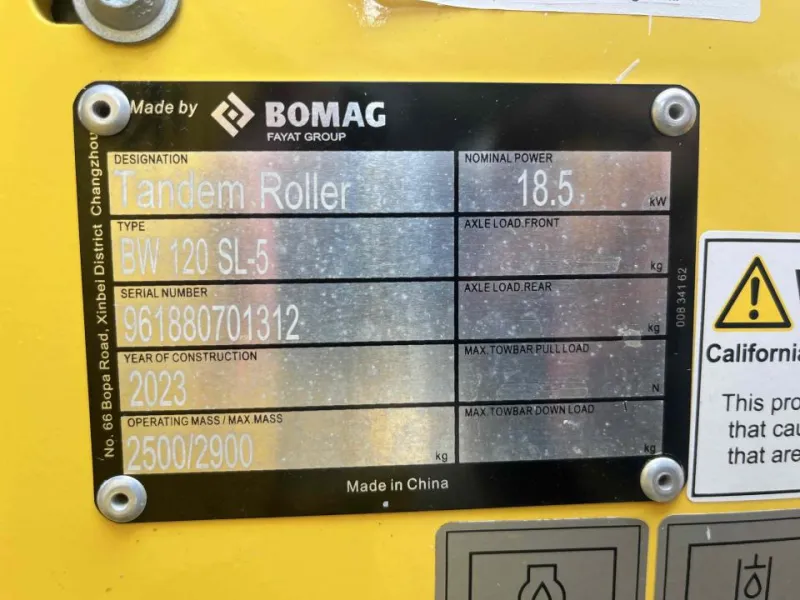 Made by
BOMAG
FAYAT GROUP
No. 66 Bopa Road, Xinbei District Changzhou
DESIGNATION
Tandem Roller
NOMINAL POWER
18.5 kW
TYPE
BW 120 SL-5
AXLE LOAD.FRONT
kg
SERIAL NUMBER
961880701312
AXLE LOAD.REAR
kg
YEAR OF CONSTRUCTION
2023
MAX.TOWBAR PULL LOAD
N
OPERATING MASS / MAX.MASS
2500/2900 kg
MAX.TOWBAR DOWN LOAD
kg
Made in China
008 341 62
California
This pro
that cau
that are